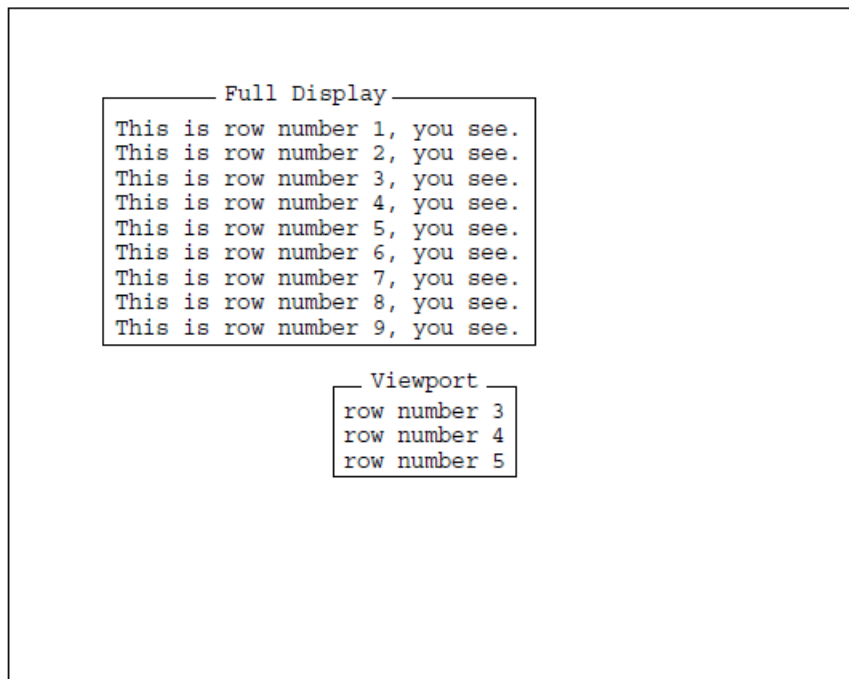 Full Display
This is row number 1, you see.
This is row number 2, you see.
This is row number 3, you see.
This is row number 4, you see.
This is row number 5, you see.
This is row number 6, you see.
This is row number 7, you see.
This is row number 8, you see.
This is row number 9, you see.
Viewport
row number 3
row number 4
row number 5